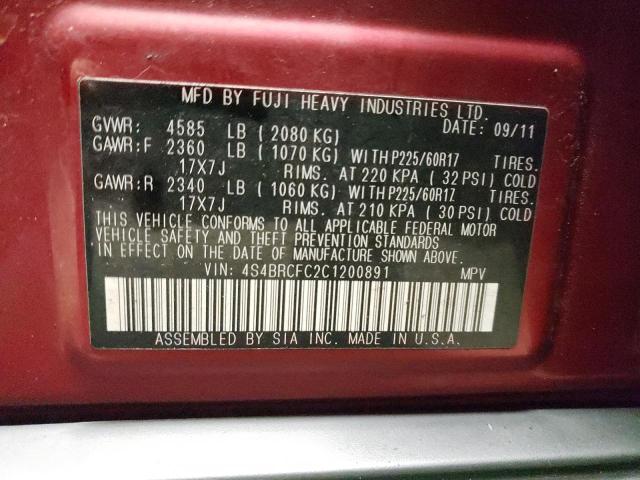 MFD BY FUJI HEAVY INDUSTRIES LTD.
GVWR: 4585 LB ( 2080 KG) DATE: 09/11
GAWR:F 2360 LB ( 1070 KG) WITH P225/60R17 TIRES.
17X7J RIMS. AT 220 KPA ( 32 PSI) COLD
GAWR:R 2340 LB ( 1060 KG) WITH P225/60R17 TIRES.
17X7J RIMS. AT 210 KPA ( 30 PSI) COLD
THIS VEHICLE CONFORMS TO ALL APPLICABLE FEDERAL MOTOR
VEHICLE SAFETY AND THEFT PREVENTION STANDARDS
IN EFFECT ON THE DATE OF MANUFACTURE SHOWN ABOVE.
VIN: 4S4BRCFC2C1200891 MPV
ASSEMBLED BY SIA INC. MADE IN U.S.A.